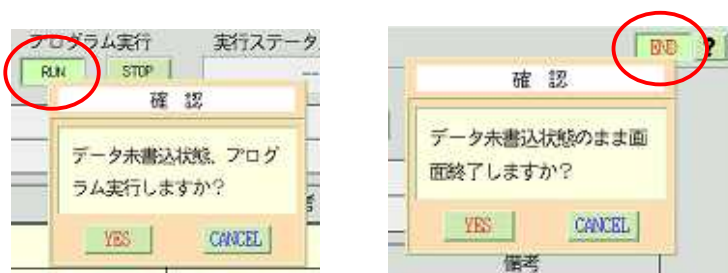 プログラム実行
実行ステータ
RUN
STOP
確 認
データ未書込状態、プログ
ラム実行しますか?
YES
CANCEL
END
?
確 認
データ未書込状態のまま画
面終了しますか?
YES
CANCEL
備考